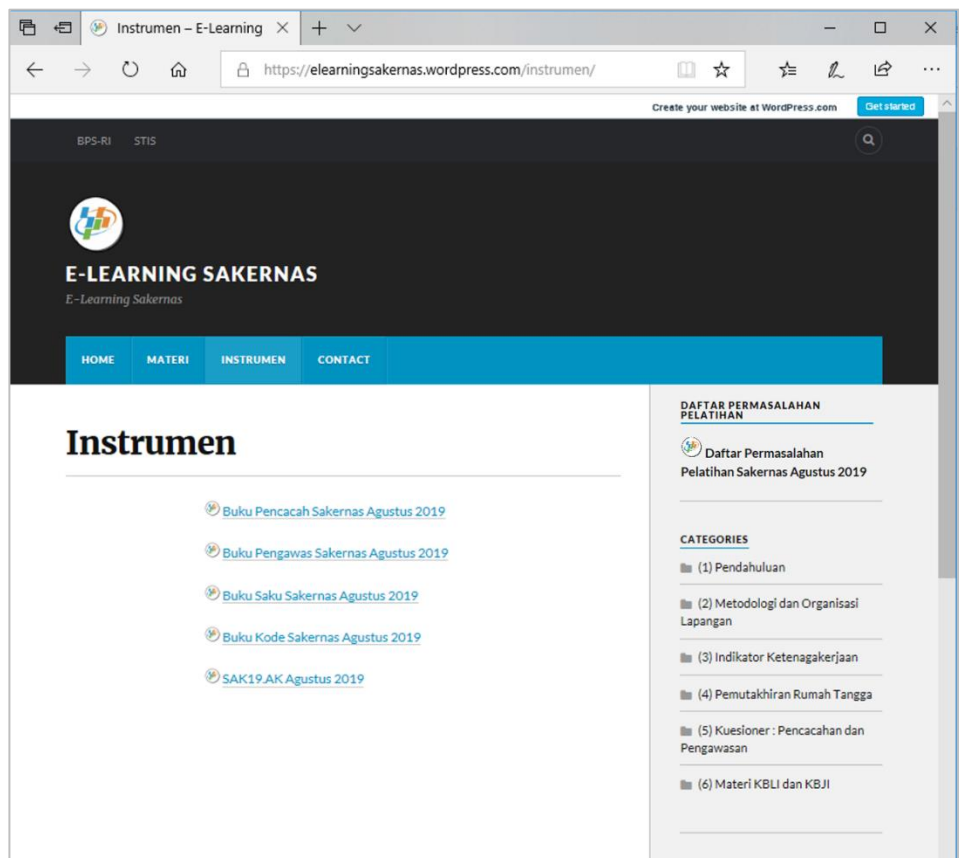 Instrumen – E-Learning
https://elearningsakernas.wordpress.com/instrumen/
Create your website at WordPress.com
Get started
BPS-RI STIS
E-LEARNING SAKERNAS
E-Learning Sakernas
HOME MATERI INSTRUMEN CONTACT
Instrumen
Buku Pencacah Sakernas Agustus 2019
Buku Pengawas Sakernas Agustus 2019
Buku Saku Sakernas Agustus 2019
Buku Kode Sakernas Agustus 2019
SAK19.AK Agustus 2019
DAFTAR PERMASALAHAN
PELATIHAN
Daftar Permasalahan
Pelatihan Sakernas Agustus 2019
CATEGORIES
(1) Pendahuluan
(2) Metodologi dan Organisasi
Lapangan
(3) Indikator Ketenagakerjaan
(4) Pemutakhiran Rumah Tangga
(5) Kuesioner : Pencacahan dan
Pengawasan
(6) Materi KBLI dan KBJI